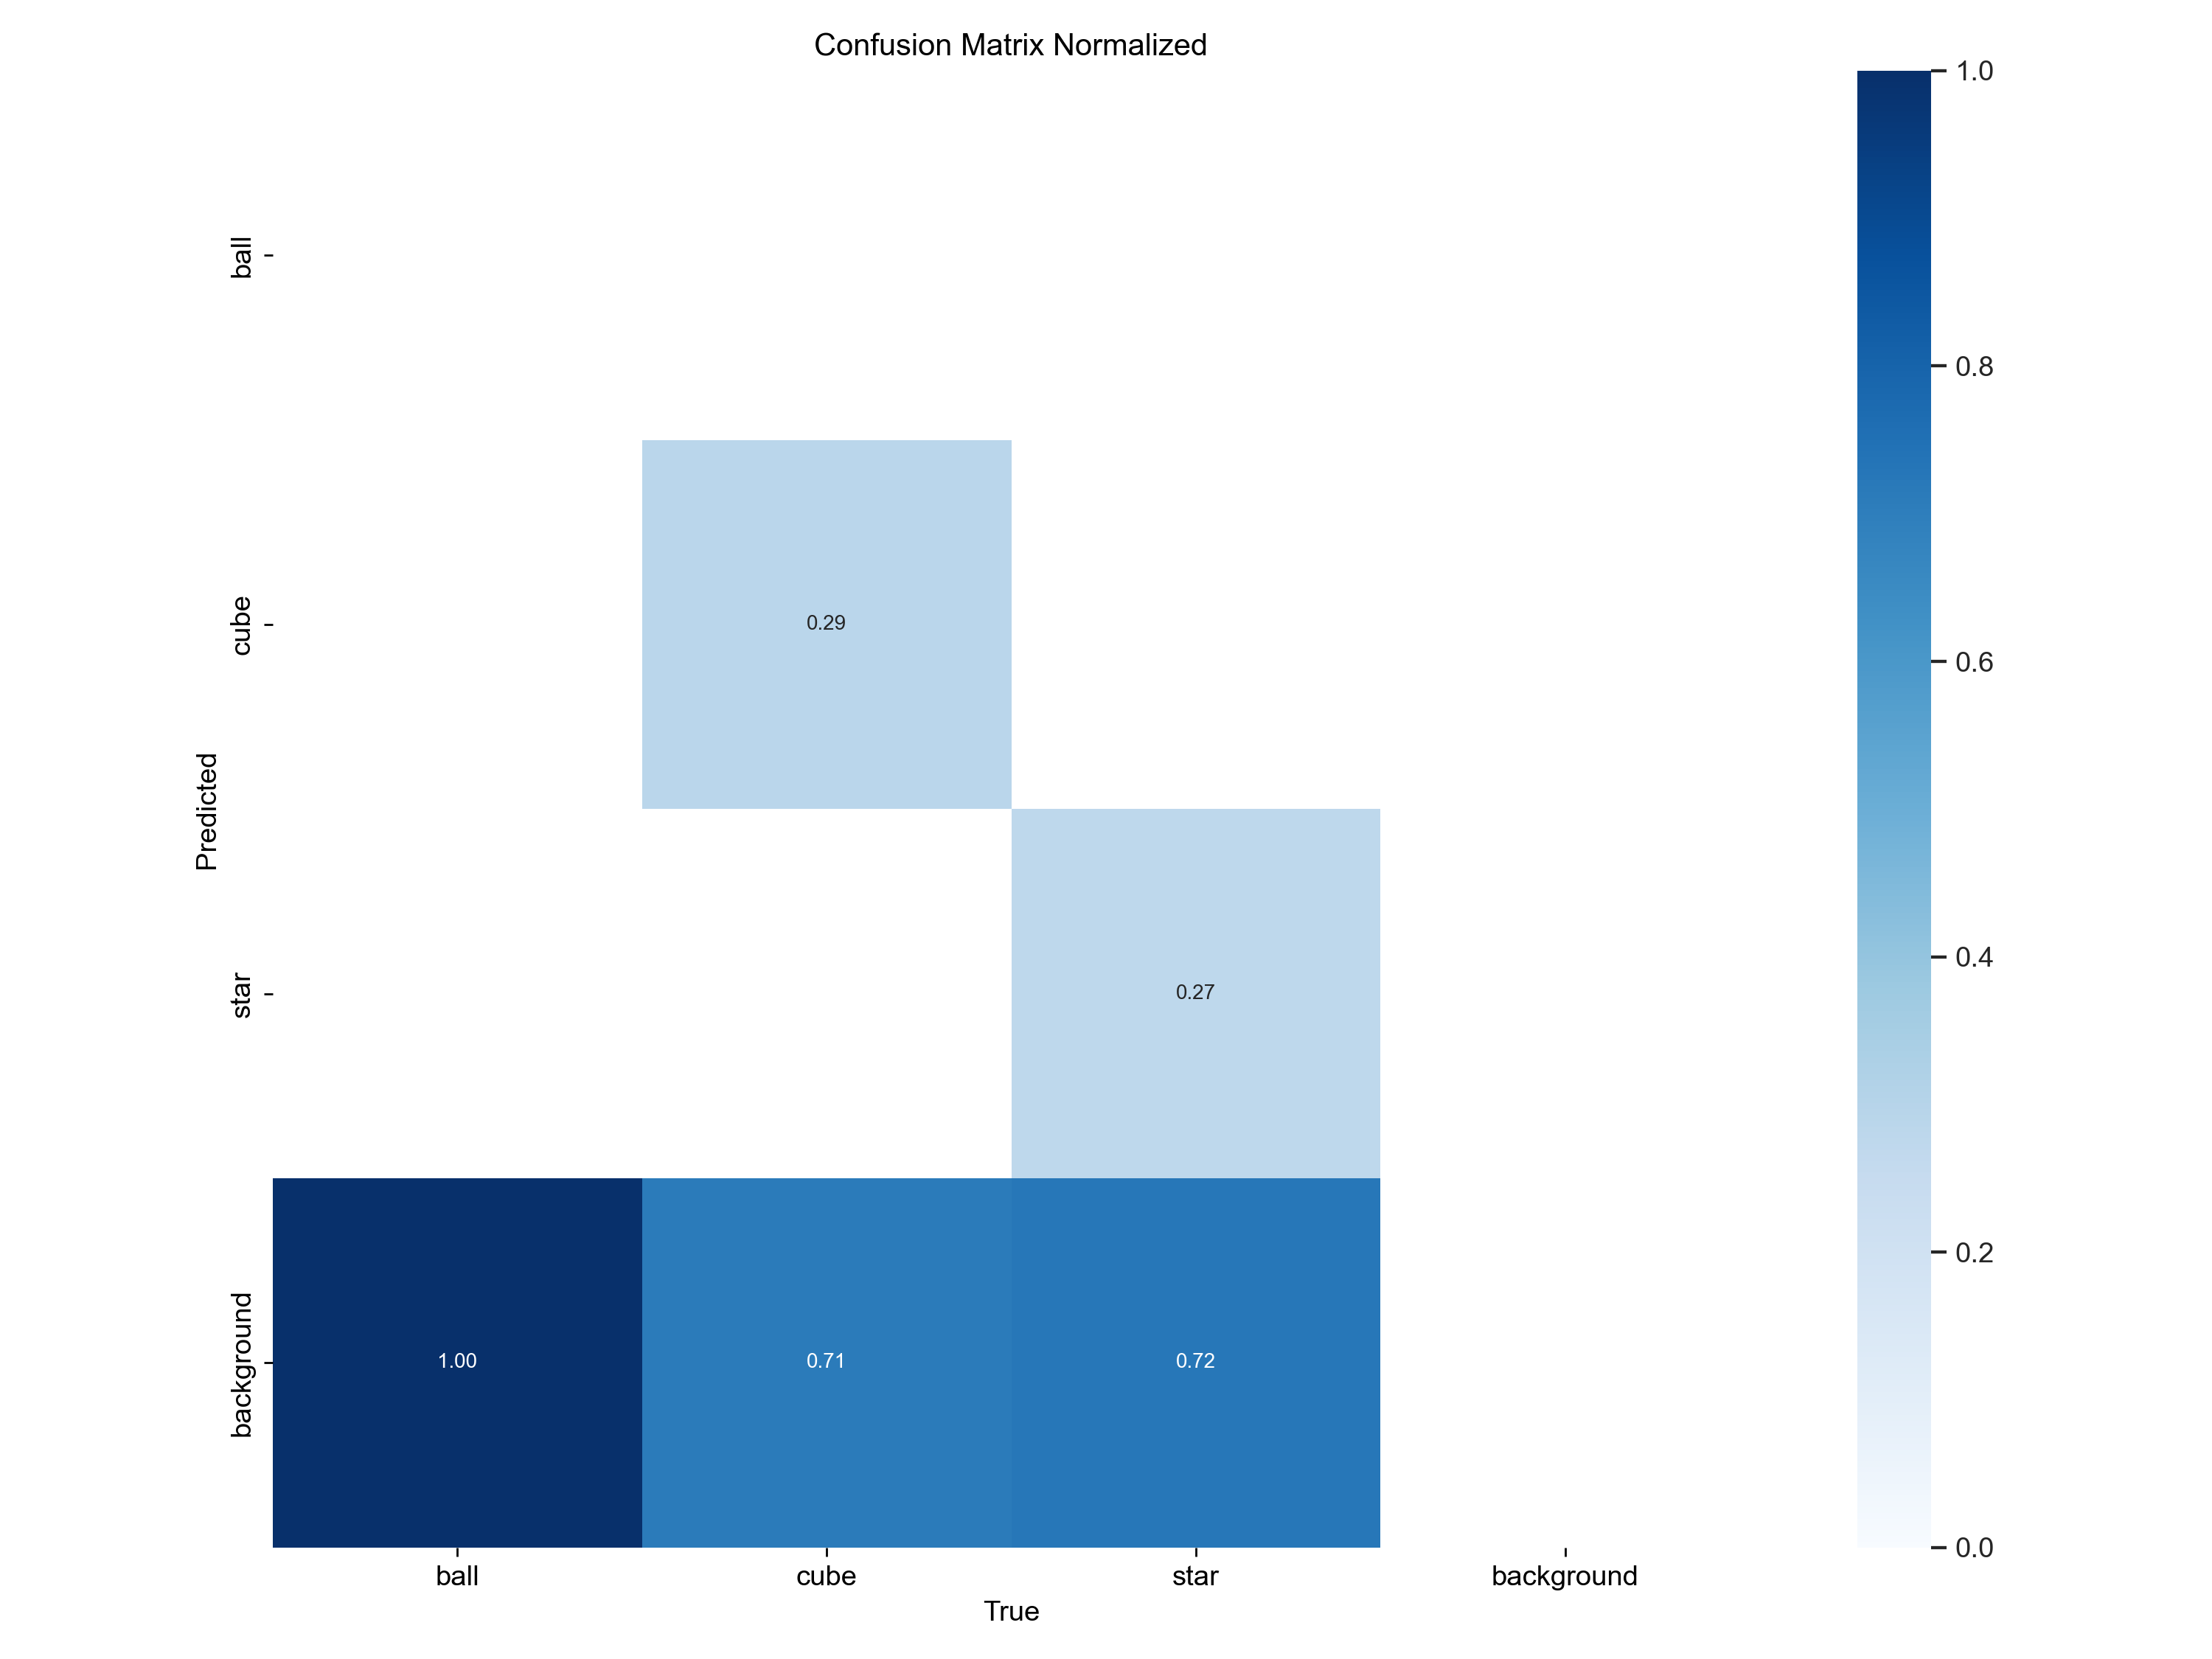 Confusion Matrix Normalized
1.0
0.8
0.6
0.4
0.2
0.0
Predicted
ball
cube
star
background
0.29
0.27
1.00 0.71 0.72
ball cube star background
True